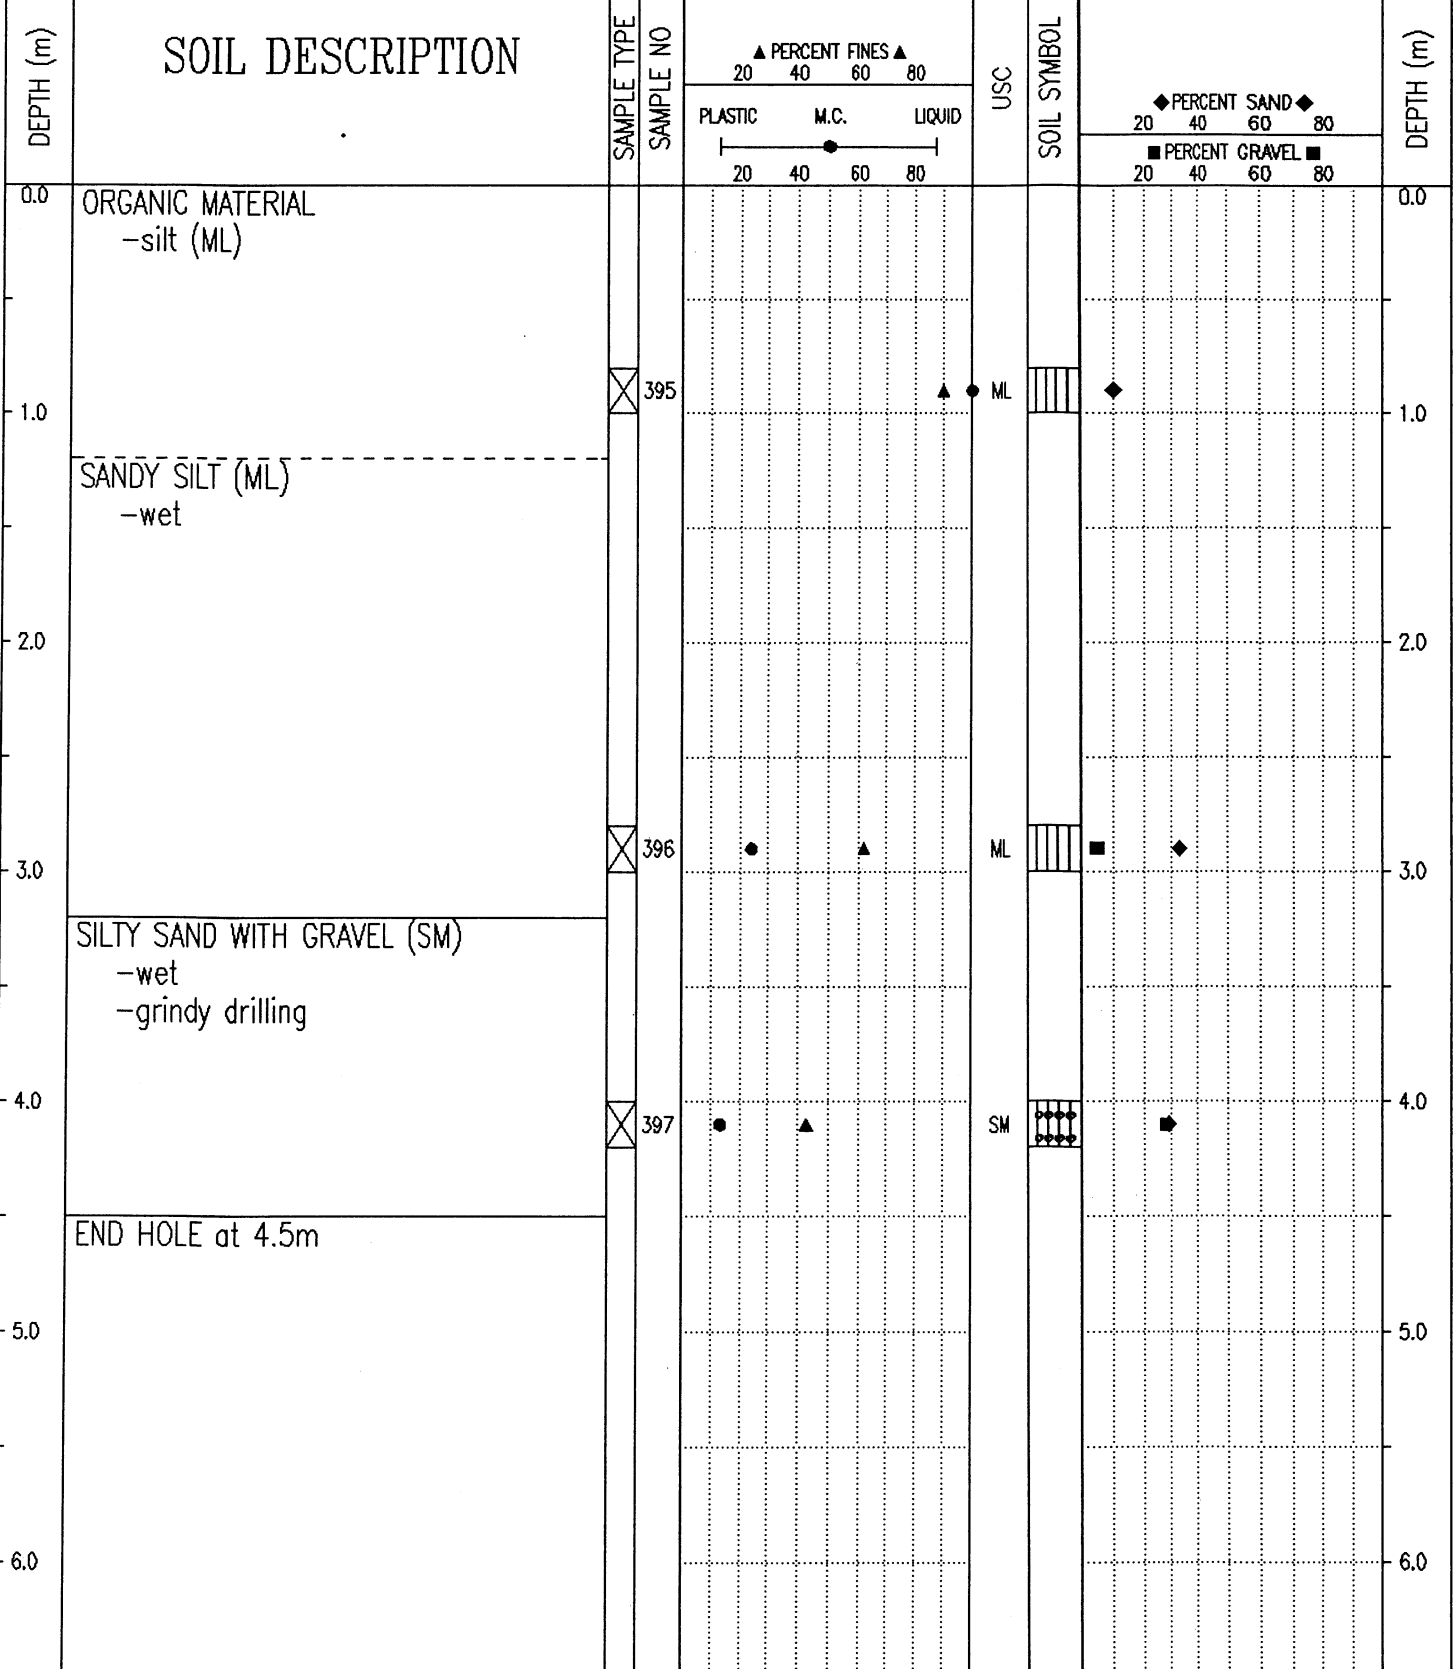 DEPTH (m)
SOIL DESCRIPTION
SAMPLE TYPE
SAMPLE NO
▲ PERCENT FINES ▲
20 40 60 80
PLASTIC M.C. LIQUID
20 40 60 80
USC
SOIL SYMBOL
◆ PERCENT SAND ◆
20 40 60 80
■ PERCENT GRAVEL ■
20 40 60 80
DEPTH (m)
0.0 0.0
ORGANIC MATERIAL
-silt (ML)
395 ML
1.0 1.0
SANDY SILT (ML)
-wet
2.0 2.0
396 ML
3.0 3.0
SILTY SAND WITH GRAVEL (SM)
-wet
-grindy drilling
4.0 4.0
397 SM
END HOLE at 4.5m
5.0 5.0
6.0 6.0